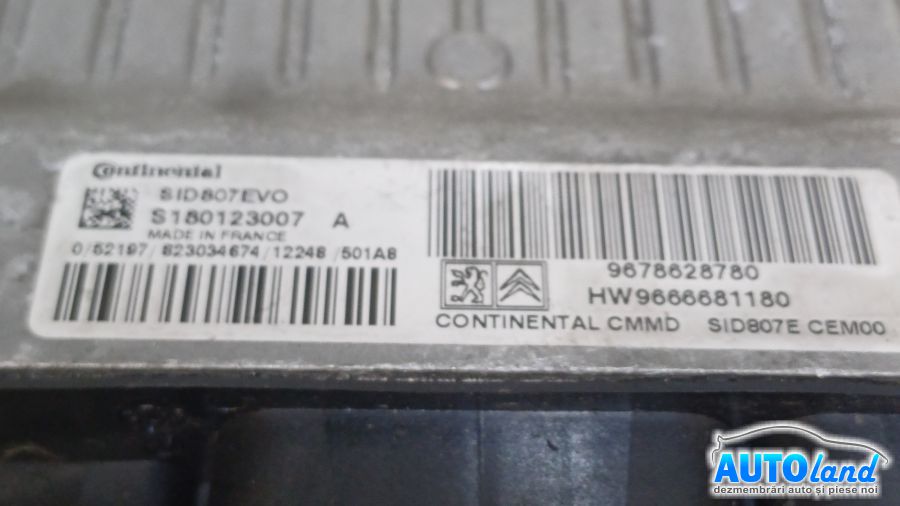 Continental
SID807EVO
S180123007 A
MADE IN FRANCE
0/52197/823034674/12248/501A8
9678628780
HW9666681180
CONTINENTAL CMMD SID807E CEM00
AUTOland
dezmembrări auto și piese noi